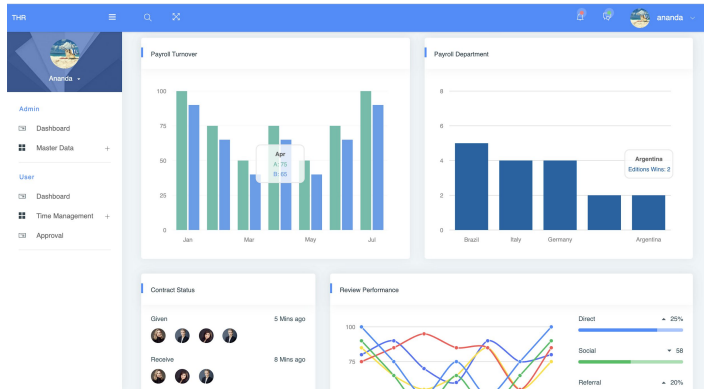 THR
ananda
Ananda
Admin
Dashboard
Master Data +
User
Dashboard
Time Management +
Approval
Payroll Turnover
100
75
50
25
0
Jan
Mar
May
Jul
Apr
A: 75
B: 65
Payroll Department
8
6
4
2
0
Brazil
Italy
Germany
Argentina
Argentina
Editions Wins: 2
Contract Status
Given 5 Mins ago
Receive 8 Mins ago
Review Performance
100
75
Direct 25%
Social 58
Referral 20%